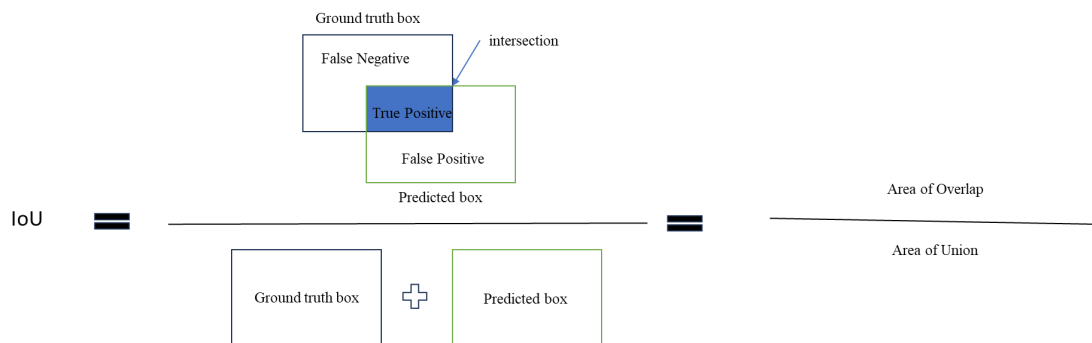 Ground truth box
intersection
False Negative
True Positive
False Positive
Predicted box
IoU
Area of Overlap
Area of Union
Ground truth box
Predicted box